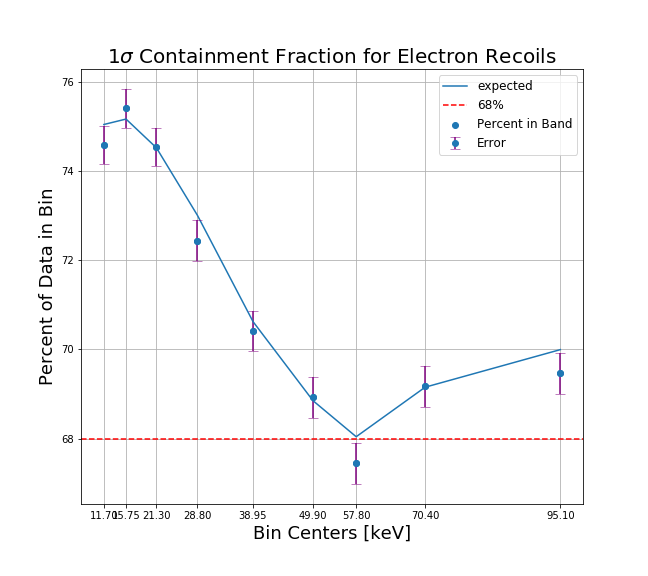 1σ Containment Fraction for Electron Recoils
expected
68%
Percent in Band
Error
Percent of Data in Bin
76
74
72
70
68
11.70 15.75 21.30 28.80 38.95 49.90 57.80 70.40 95.10
Bin Centers [keV]